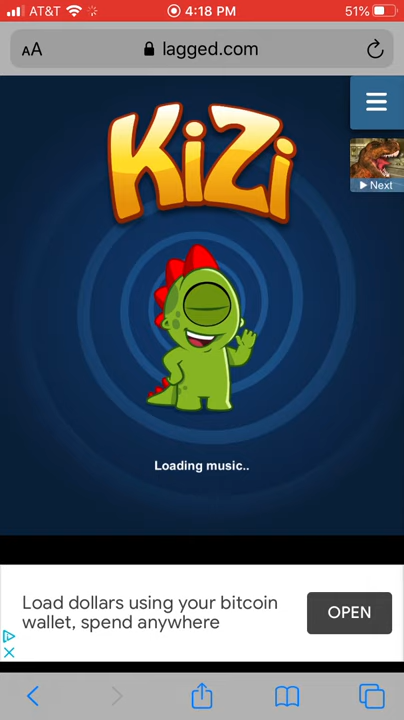 AT&T 4:18 PM 51%
AA lagged.com
KiZi
Next
Loading music..
Load dollars using your bitcoin
wallet, spend anywhere
OPEN